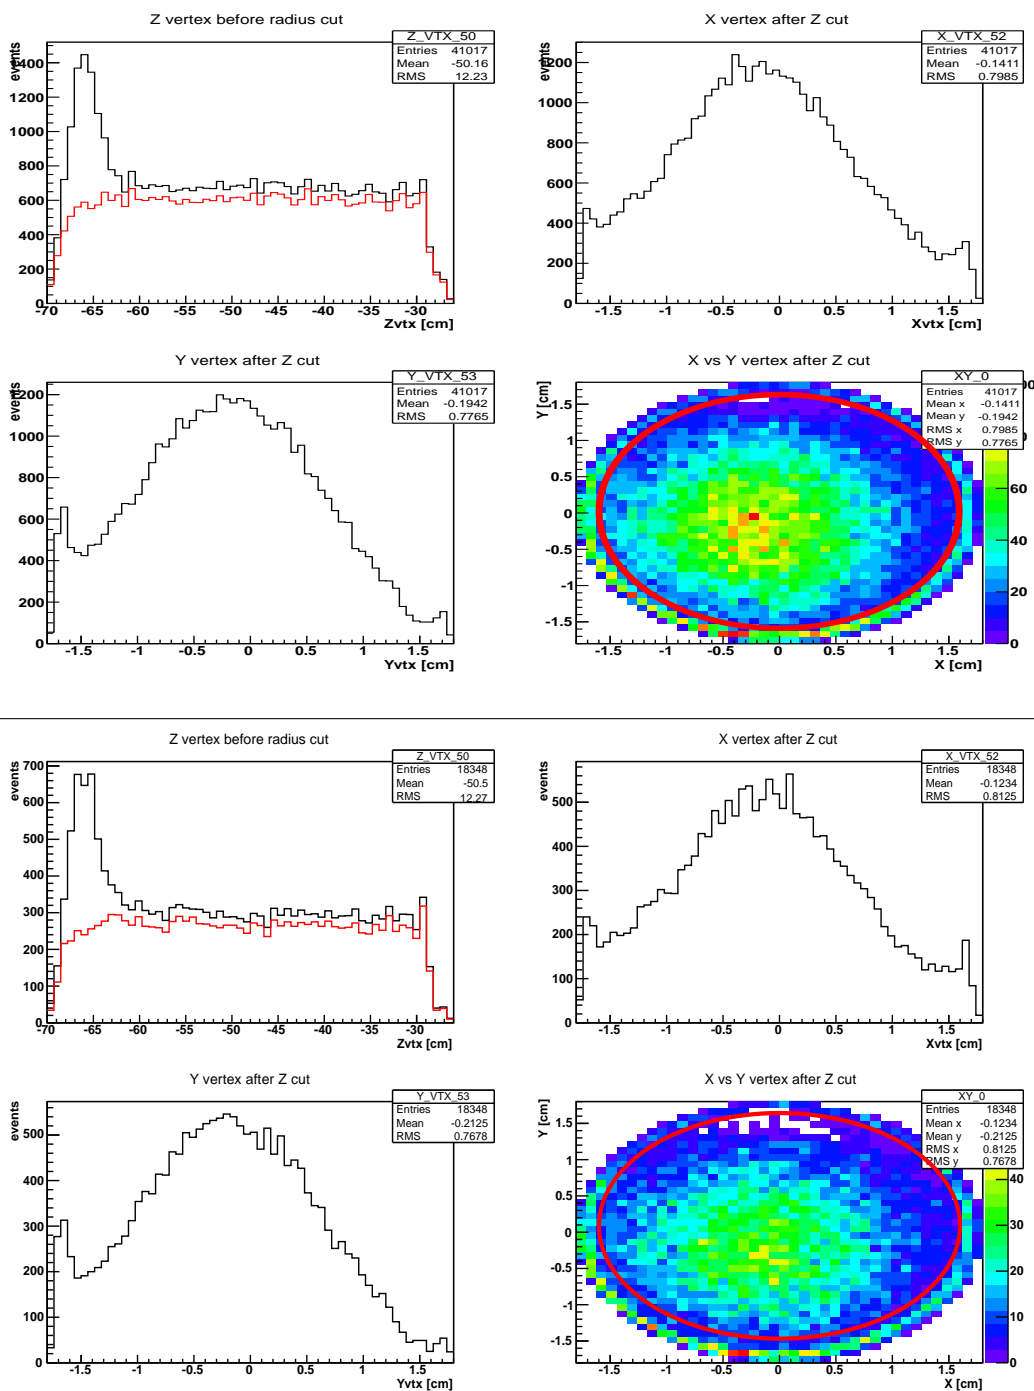 Z vertex before radius cut
events
Z_VTX_50
Entries 41017
Mean -50.16
RMS 12.23
1400
1200
1000
800
600
400
200
0
-70 -65 -60 -55 -50 -45 -40 -35 -30
Zvtx [cm]
X vertex after Z cut
events
X_VTX_52
Entries 41017
Mean -0.1411
RMS 0.7985
1200
1000
800
600
400
200
0
-1.5 -1 -0.5 0 0.5 1 1.5
Xvtx [cm]
Y vertex after Z cut
events
Y_VTX_53
Entries 41017
Mean -0.1942
RMS 0.7765
1200
1000
800
600
400
200
0
-1.5 -1 -0.5 0 0.5 1 1.5
Yvtx [cm]
X vs Y vertex after Z cut
Y [cm]
XY_0
Entries 41017
Mean x -0.1411
Mean y -0.1942
RMS x 0.7985
RMS y 0.7765
1.5
1
0.5
0
-0.5
-1
-1.5
-1.5 -1 -0.5 0 0.5 1 1.5
X [cm]
60
40
20
0
Z vertex before radius cut
events
Z_VTX_50
Entries 18348
Mean -50.5
RMS 12.27
700
600
500
400
300
200
100
0
-70 -65 -60 -55 -50 -45 -40 -35 -30
Zvtx [cm]
X vertex after Z cut
events
X_VTX_52
Entries 18348
Mean -0.1234
RMS 0.8125
500
400
300
200
100
0
-1.5 -1 -0.5 0 0.5 1 1.5
Xvtx [cm]
Y vertex after Z cut
events
Y_VTX_53
Entries 18348
Mean -0.2125
RMS 0.7678
500
400
300
200
100
0
-1.5 -1 -0.5 0 0.5 1 1.5
Yvtx [cm]
X vs Y vertex after Z cut
Y [cm]
XY_0
Entries 18348
Mean x -0.1234
Mean y -0.2125
RMS x 0.8125
RMS y 0.7678
1.5
1
0.5
0
-0.5
-1
-1.5
-1.5 -1 -0.5 0 0.5 1 1.5
X [cm]
40
30
20
10
0